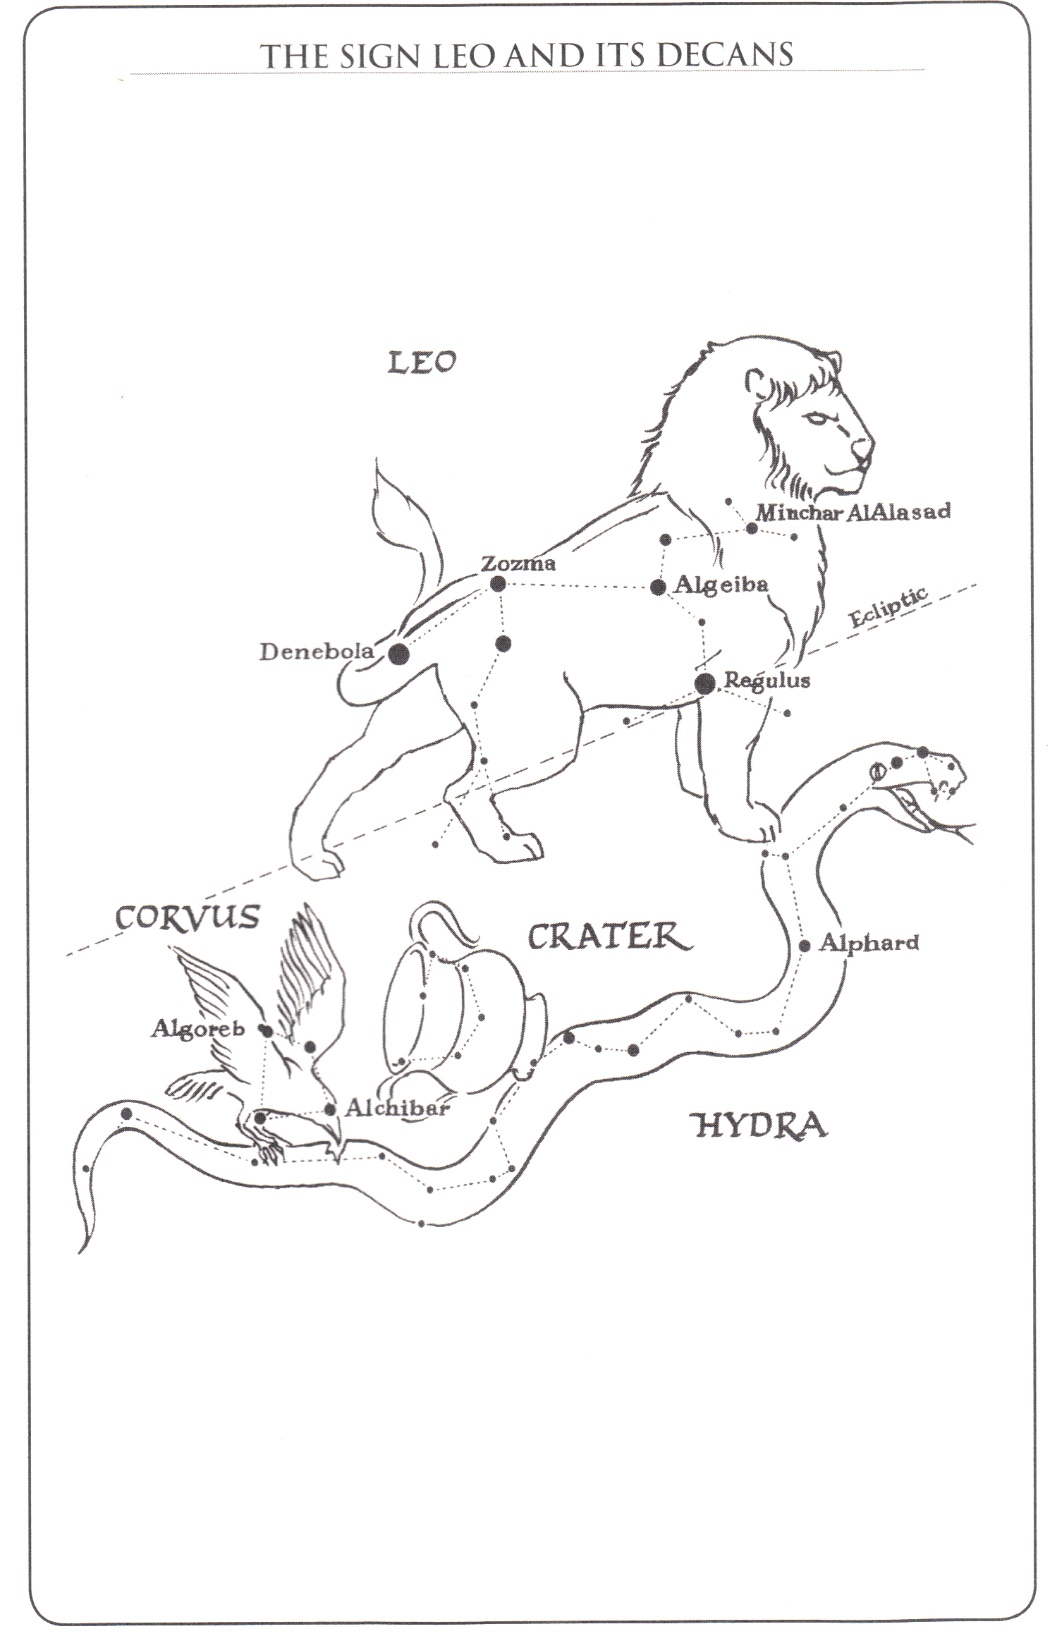 THE SIGN LEO AND ITS DECANS
LEO
Minchar AlAlasad
Zozma
Algeiba
Ecliptic
Denebola
Regulus
CORVUS
CRATER
Alphard
Algoreb
Alchibar
HYDRA